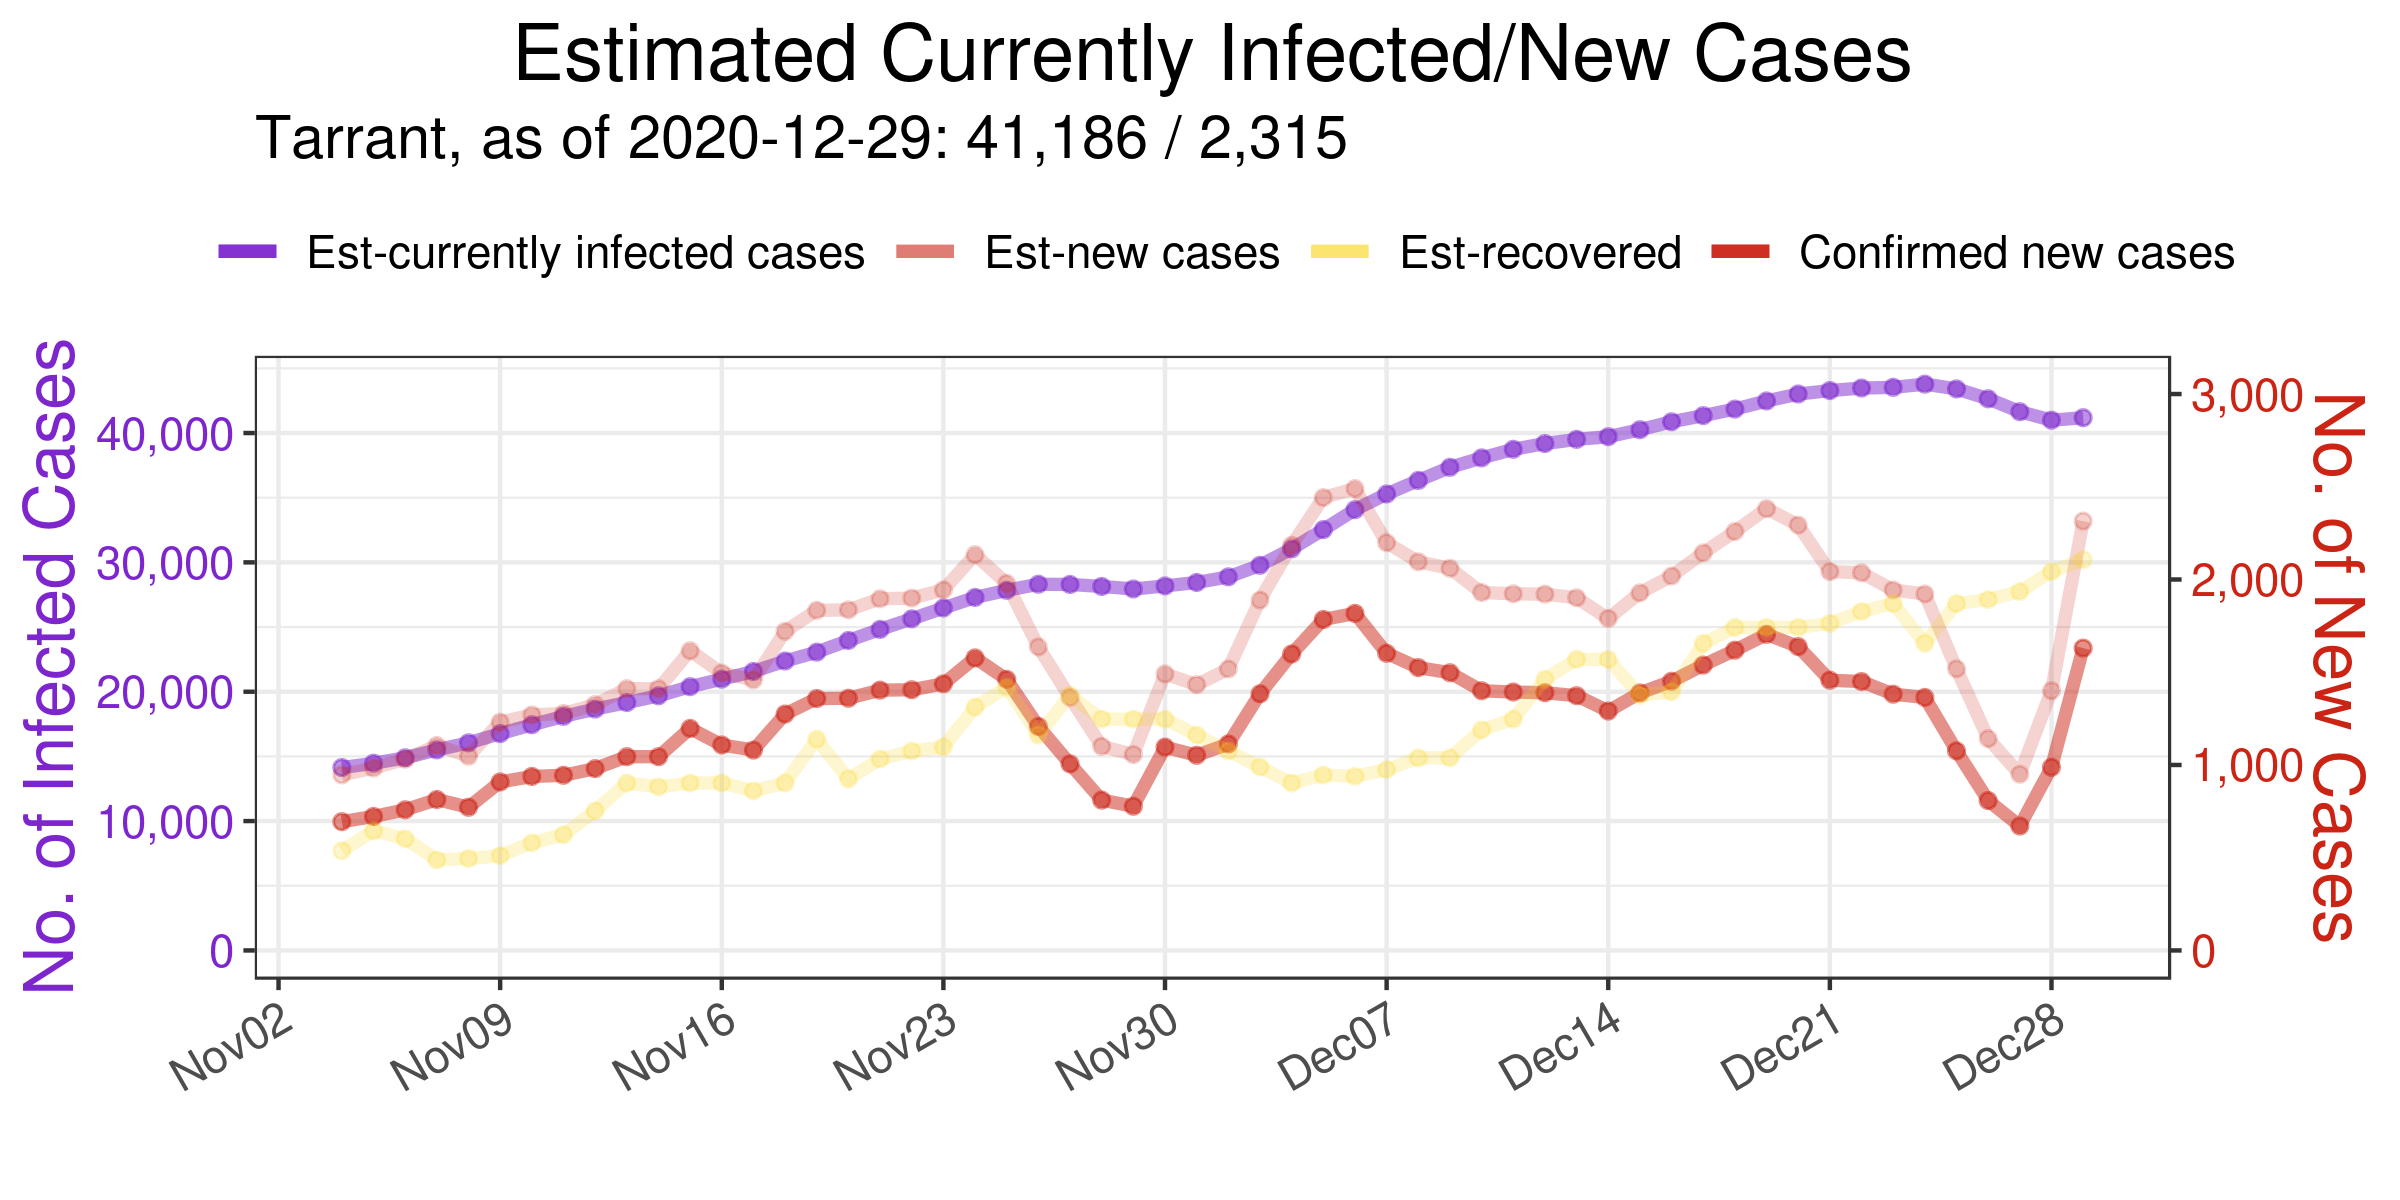 Estimated Currently Infected/New Cases
Tarrant, as of 2020-12-29: 41,186 / 2,315
Est-currently infected cases Est-new cases Est-recovered Confirmed new cases
No. of Infected Cases
40,000
30,000
20,000
10,000
0
3,000
2,000
1,000
0
No. of New Cases
Nov02 Nov09 Nov16 Nov23 Nov30 Dec07 Dec14 Dec21 Dec28